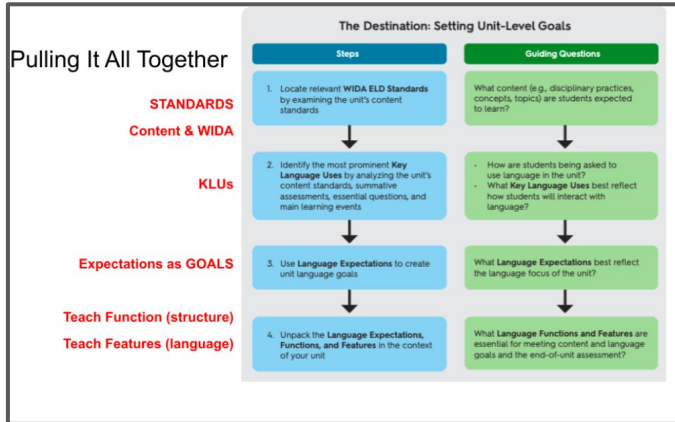 The Destination: Setting Unit-Level Goals
Pulling It All Together
Steps
Guiding Questions
STANDARDS
Content & WIDA
1. Locate relevant WIDA ELD Standards
by examining the unit's content
standards
What content (e.g., disciplinary practices,
concepts, topics) are students expected
to learn?
KLUs
2. Identify the most prominent Key
Language Uses by analyzing the unit's
content standards, summative
assessments, essential questions, and
main learning events
- How are students being asked to
use language in the unit?
- What Key Language Uses best reflect
how students will interact with
language?
Expectations as GOALS
3. Use Language Expectations to create
unit language goals
What Language Expectations best reflect
the language focus of the unit?
Teach Function (structure)
Teach Features (language)
4. Unpack the Language Expectations,
Functions, and Features in the context
of your unit
What Language Functions and Features are
essential for meeting content and language
goals and the end-of-unit assessment?